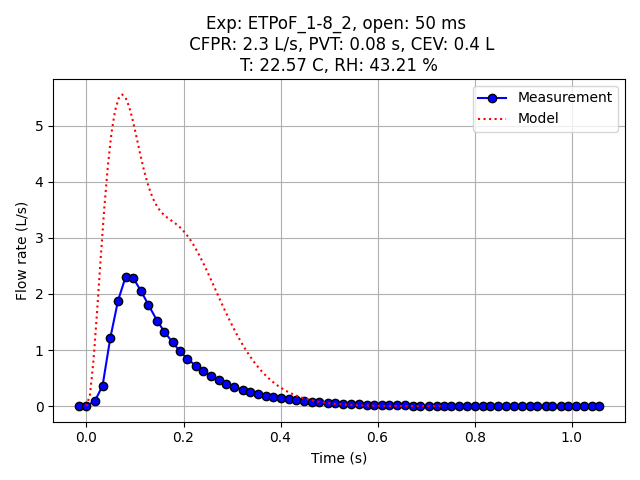 Exp: ETPoF_1-8_2, open: 50 ms
CFPR: 2.3 L/s, PVT: 0.08 s, CEV: 0.4 L
T: 22.57 C, RH: 43.21 %
Measurement
Model
Flow rate (L/s)
5
4
3
2
1
0
0.0 0.2 0.4 0.6 0.8 1.0
Time (s)